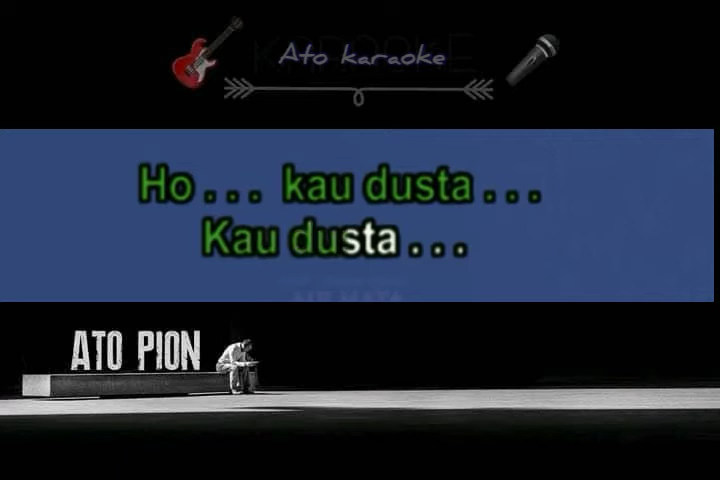 Ato karaoke
Ho . . . kau dusta . . .
Kau dusta . . .
ATO PION